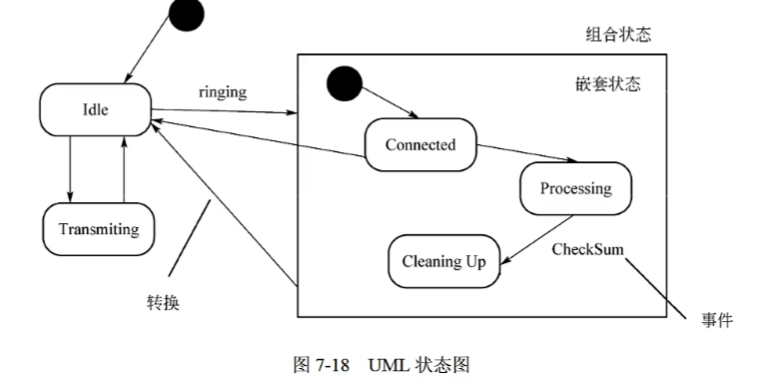 组合状态
嵌套状态
ringing
Idle
Connected
Processing
Transmiting
CheckSum
Cleaning Up
转换
事件
图 7-18 UML 状态图